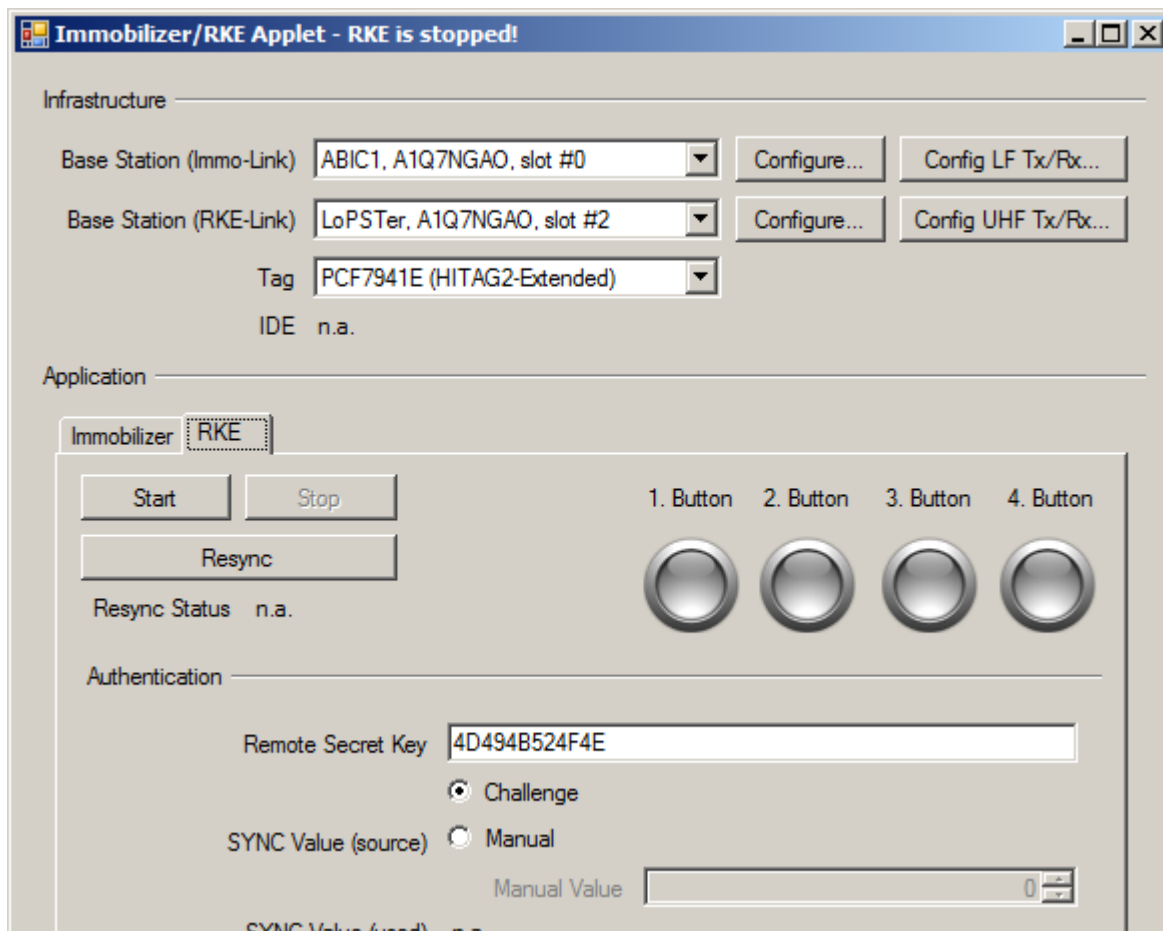 Immobilizer/RKE Applet - RKE is stopped!
Infrastructure
Base Station (Immo-Link) ABIC1, A1Q7NGAO, slot #0 Configure... Config LF Tx/Rx...
Base Station (RKE-Link) LoPSTer, A1Q7NGAO, slot #2 Configure... Config UHF Tx/Rx...
Tag PCF7941E (HITAG2-Extended)
IDE n.a.
Application
Immobilizer RKE
Start Stop 1. Button 2. Button 3. Button 4. Button
Resync
Resync Status n.a.
Authentication
Remote Secret Key 4D494B524F4E
Challenge
SYNC Value (source) Manual
Manual Value 0
SYNC Value (used) n.a.